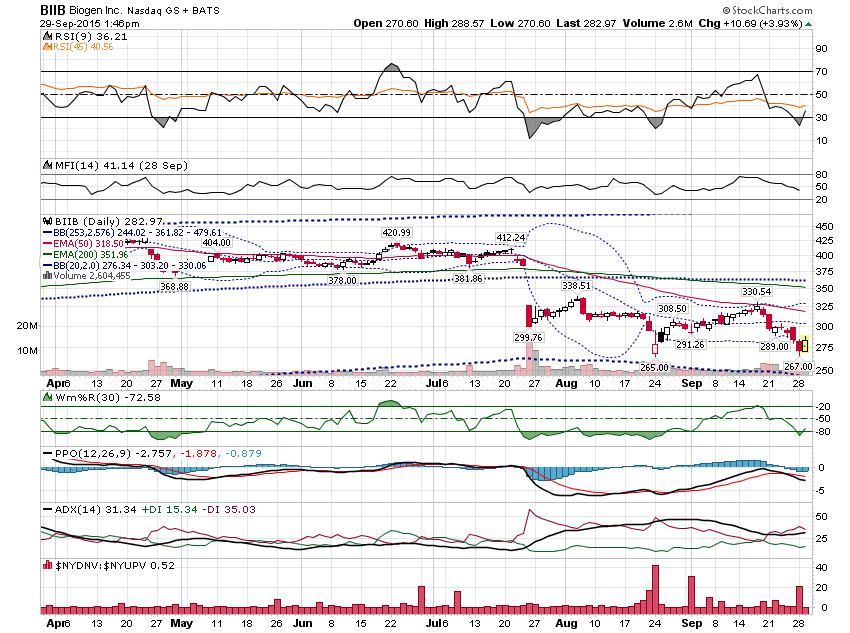 BIIB Biogen Inc. Nasdaq GS + BATS © StockCharts.com
29-Sep-2015 1:46pm Open 270.60 High 288.57 Low 270.60 Last 282.97 Volume 2.6M Chg +10.69 (+3.93%)
RSI(9) 36.21
RSI(45) 40.56
90
70
50
30
10
MFI(14) 41.14 (28 Sep)
80
50
20
BIIB (Daily) 282.97
BB(253,2.576) 244.02 - 361.82 - 479.61
EMA(50) 318.50
EMA(200) 351.96
BB(20,2.0) 276.34 - 303.20 - 330.06
Volume 2,604,455
450
425
400
375
350
325
300
275
250
20M
10M
368.88
404.00
378.00
420.99
381.86
412.24
299.76
338.51
265.00
308.50
291.26
330.54
289.00
267.00
Apr6 13 20 27 May 11 18 26 Jun 8 15 22 Jul6 13 20 27 Aug 10 17 24 Sep 8 14 21 28
Wm%R(30) -72.58
-20
-50
-80
PPO(12,26,9) -2.757, -1.878, -0.879
0
-5
ADX(14) 31.34 +DI 15.34 -DI 35.03
50
25
$NYDNV:$NYUPV 0.52
40
20
0
Apr6 13 20 27 May 11 18 26 Jun 8 15 22 Jul6 13 20 27 Aug 10 17 24 Sep 8 14 21 28